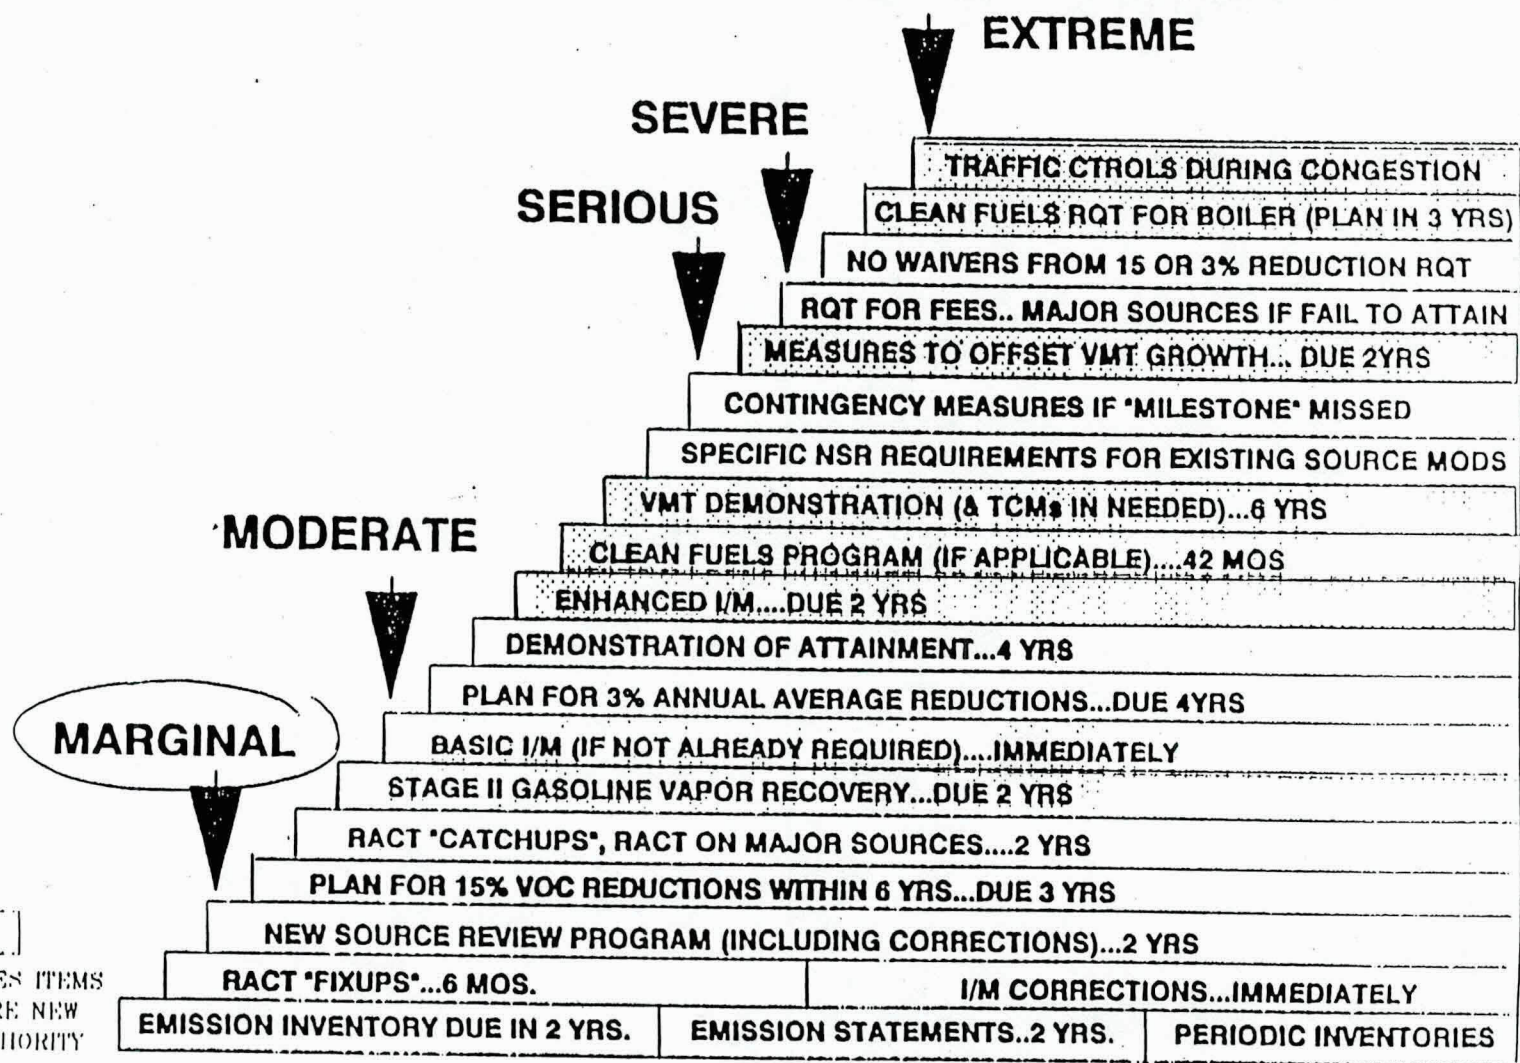 EXTREME
SEVERE
TRAFFIC CTROLS DURING CONGESTION
SERIOUS
CLEAN FUELS RQT FOR BOILER (PLAN IN 3 YRS)
NO WAIVERS FROM 15 OR 3% REDUCTION RQT
RQT FOR FEES.. MAJOR SOURCES IF FAIL TO ATTAIN
MEASURES TO OFFSET VMT GROWTH... DUE 2YRS
CONTINGENCY MEASURES IF "MILESTONE" MISSED
SPECIFIC NSR REQUIREMENTS FOR EXISTING SOURCE MODS
VMT DEMONSTRATION (& TCMs IN NEEDED)...6 YRS
MODERATE
CLEAN FUELS PROGRAM (IF APPLICABLE)....42 MOS
ENHANCED I/M....DUE 2 YRS
DEMONSTRATION OF ATTAINMENT...4 YRS
PLAN FOR 3% ANNUAL AVERAGE REDUCTIONS...DUE 4YRS
MARGINAL
BASIC I/M (IF NOT ALREADY REQUIRED)....IMMEDIATELY
STAGE II GASOLINE VAPOR RECOVERY...DUE 2 YRS
RACT "CATCHUPS", RACT ON MAJOR SOURCES....2 YRS
PLAN FOR 15% VOC REDUCTIONS WITHIN 6 YRS...DUE 3 YRS
NEW SOURCE REVIEW PROGRAM (INCLUDING CORRECTIONS)...2 YRS
RACT "FIXUPS"...6 MOS. I/M CORRECTIONS...IMMEDIATELY
EMISSION INVENTORY DUE IN 2 YRS. EMISSION STATEMENTS..2 YRS. PERIODIC INVENTORIES
ITEMS
NEW